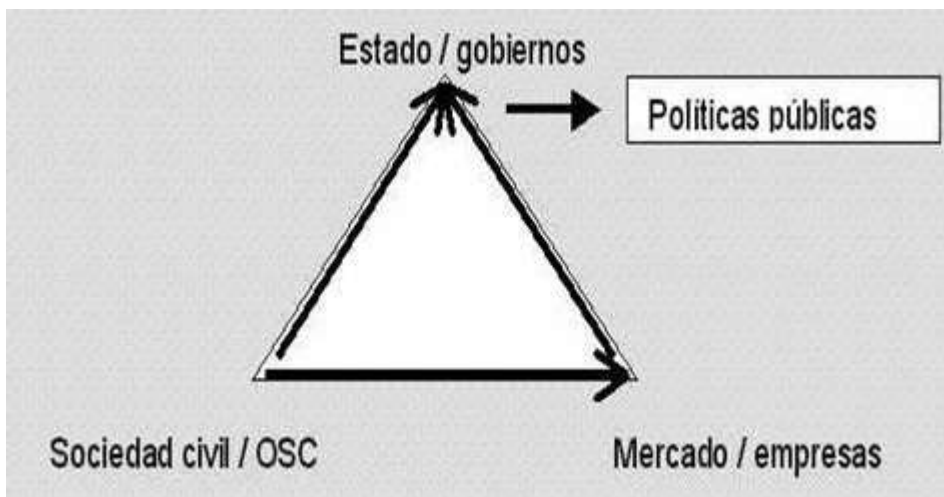 Estado / gobiernos
Políticas públicas
Sociedad civil / OSC
Mercado / empresas